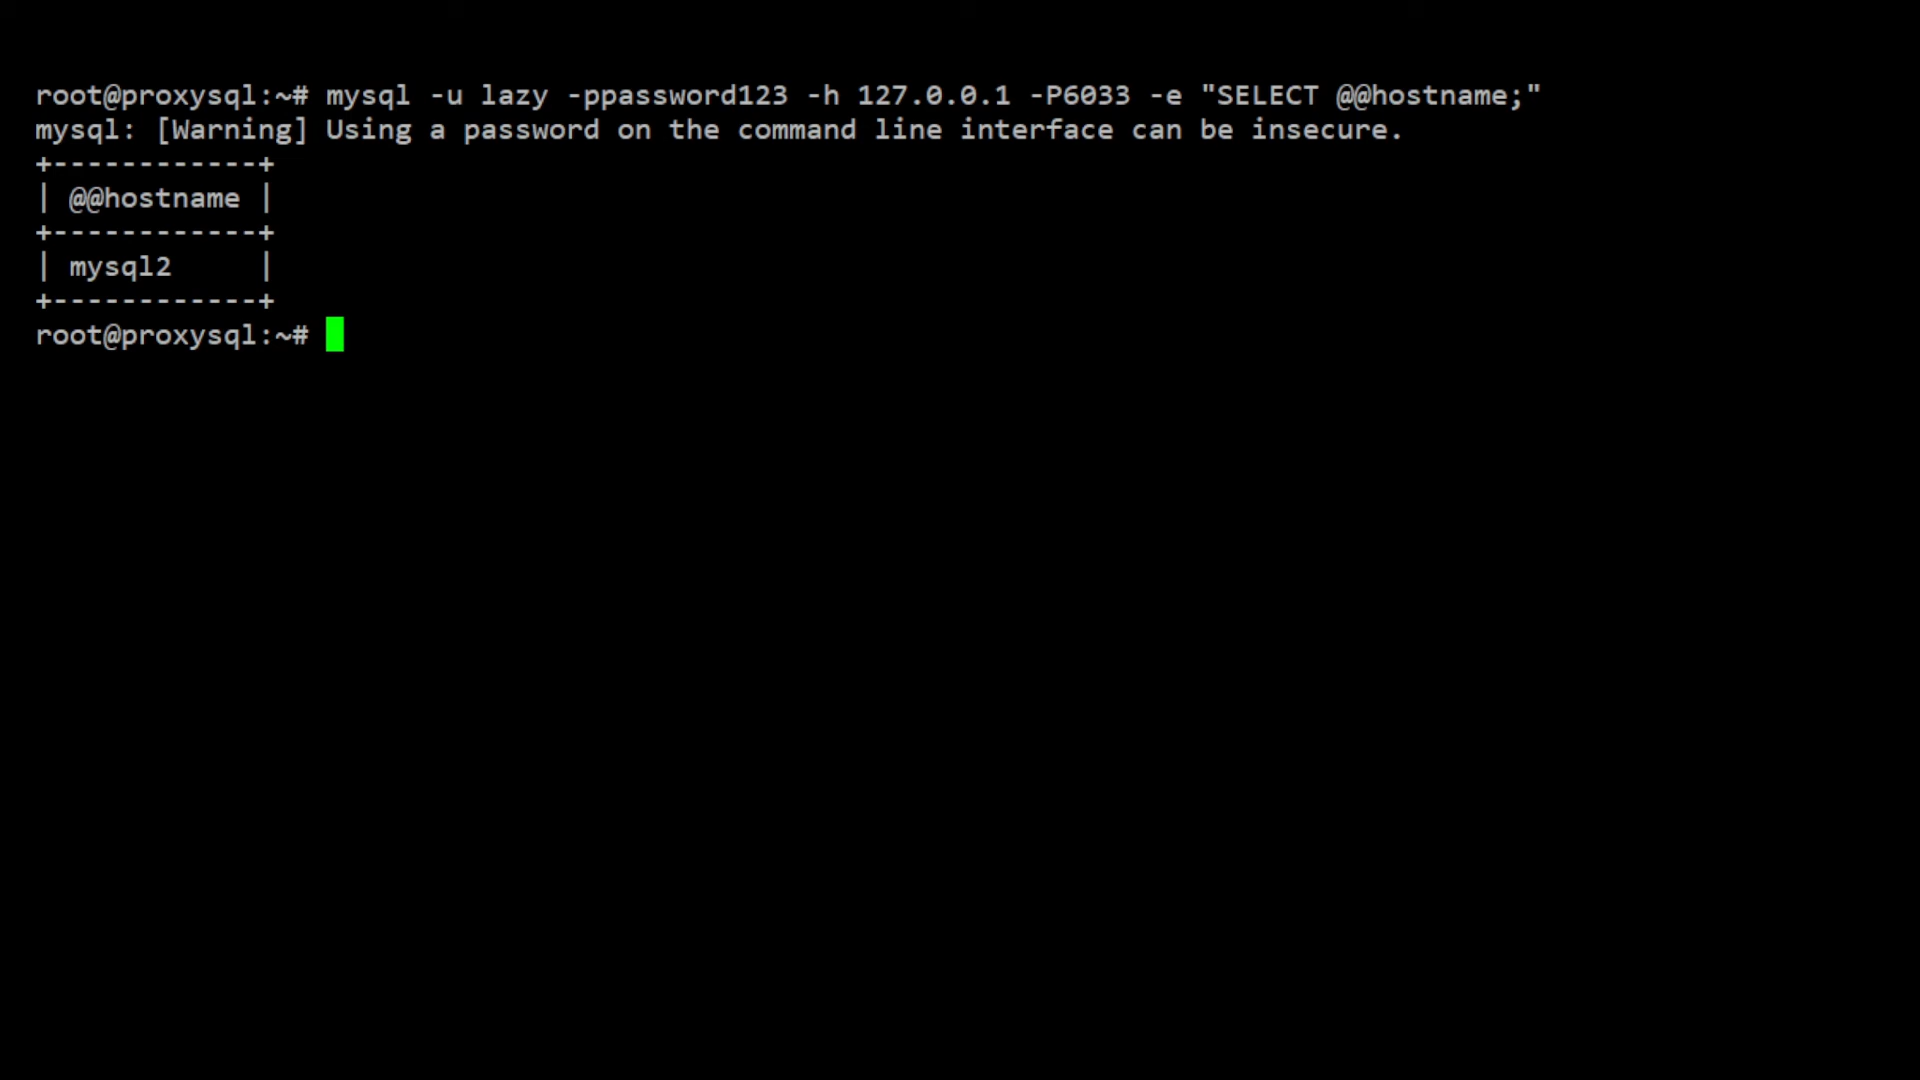 root@proxysql:~# mysql -u lazy -ppassword123 -h 127.0.0.1 -P6033 -e "SELECT @@hostname;"
mysql: [Warning] Using a password on the command line interface can be insecure.
+------------+
| @@hostname |
+------------+
| mysql2     |
+------------+
root@proxysql:~#